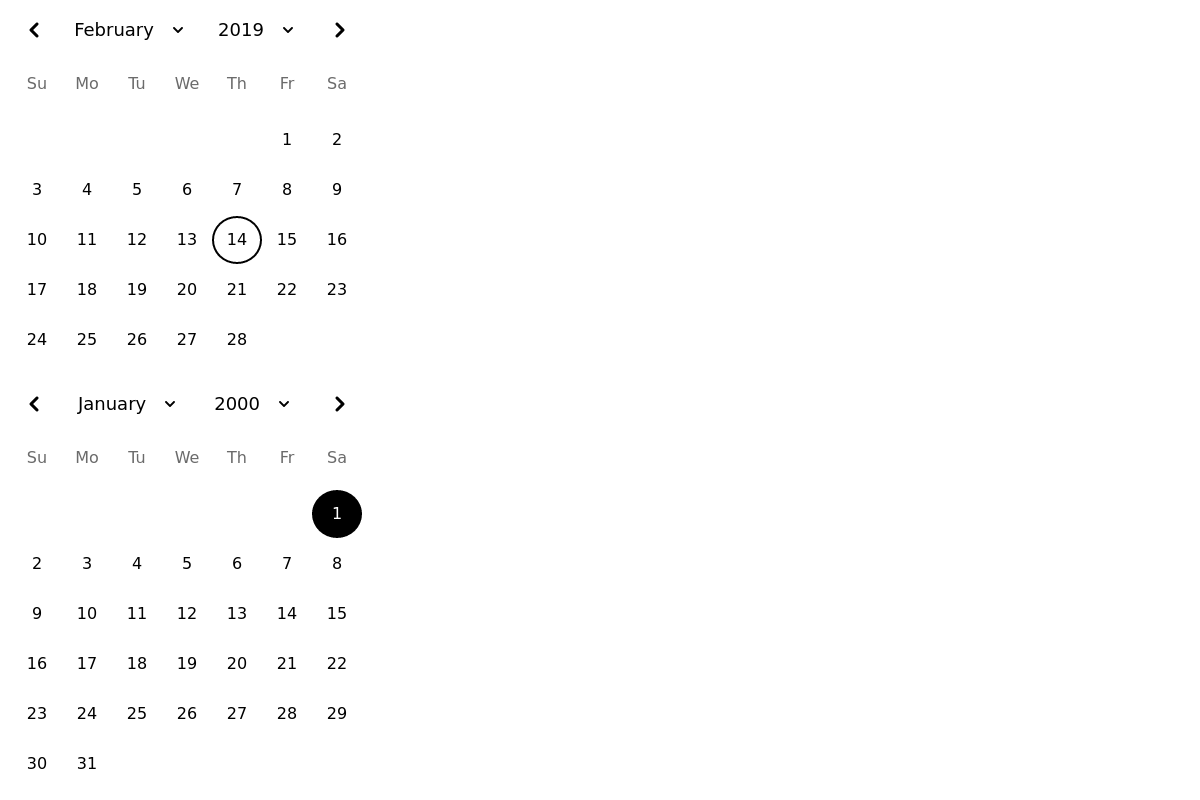 February 2019
Su Mo Tu We Th Fr Sa
1 2
3 4 5 6 7 8 9
10 11 12 13 14 15 16
17 18 19 20 21 22 23
24 25 26 27 28
January 2000
Su Mo Tu We Th Fr Sa
1
2 3 4 5 6 7 8
9 10 11 12 13 14 15
16 17 18 19 20 21 22
23 24 25 26 27 28 29
30 31